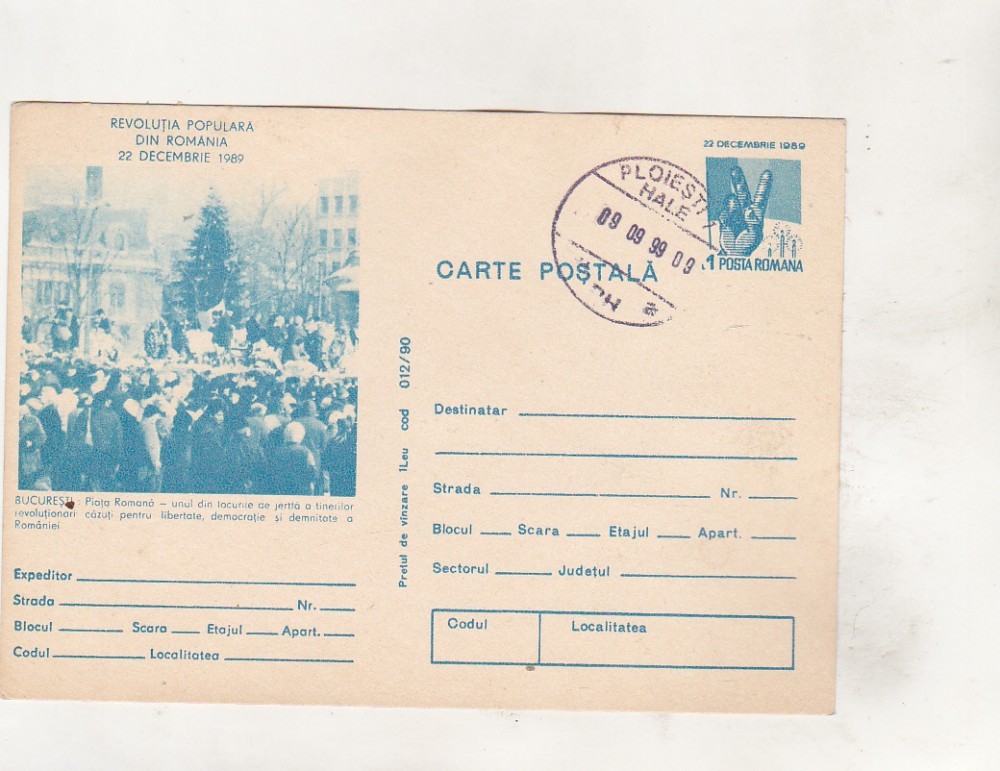 REVOLUȚIA POPULARĂ
DIN ROMÂNIA
22 DECEMBRIE 1989
BUCUREȘTI: Piața Romană – unul din locurile de jertfă a tinerilor
revoluționari căzuți pentru libertate, democrație și demnitate a
României
Expeditor
Strada Nr.
Blocul Scara Etajul Apart.
Codul Localitatea
Prețul de vînzare 1Leu cod 012/90
22 DECEMBRIE 1989
PLOIEȘTI 1
HALE
09 09 99 09
L1 POSTA ROMANA
CARTE POȘTALĂ
Destinatar
Strada Nr.
Blocul Scara Etajul Apart.
Sectorul Județul
Codul Localitatea